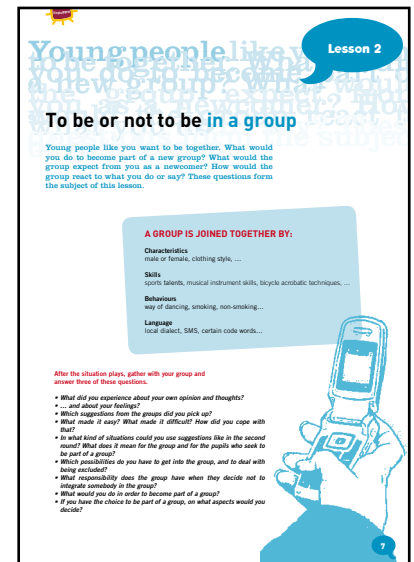 Lesson 2
Young people like
To be or not to be in a group
Young people like you want to be together. What would
you do to become part of a new group? What would the
group expect from you as a newcomer? How would the
group react to what you do or say? These questions form
the subject of this lesson.
A GROUP IS JOINED TOGETHER BY:
Characteristics
male or female, clothing style, ...
Skills
sports talents, musical instrument skills, bicycle acrobatic techniques, ...
Behaviours
way of dancing, smoking, non-smoking...
Language
local dialect, SMS, certain code words...
After the situation plays, gather with your group and
answer three of these questions.
• What did you experience about your own opinion and thoughts?
• ... and about your feelings?
• Which suggestions from the groups did you pick up?
• What made it easy? What made it difficult? How did you cope with
that?
• In what kind of situations could you use suggestions like in the second
round? What does it mean for the group and for the pupils who seek to
be part of a group?
• Which possibilities do you have to get into the group, and to deal with
being excluded?
• What responsibility does the group have when they decide not to
integrate somebody in the group?
• What would you do in order to become part of a group?
• If you have the choice to be part of a group, on what aspects would you
decide?
7